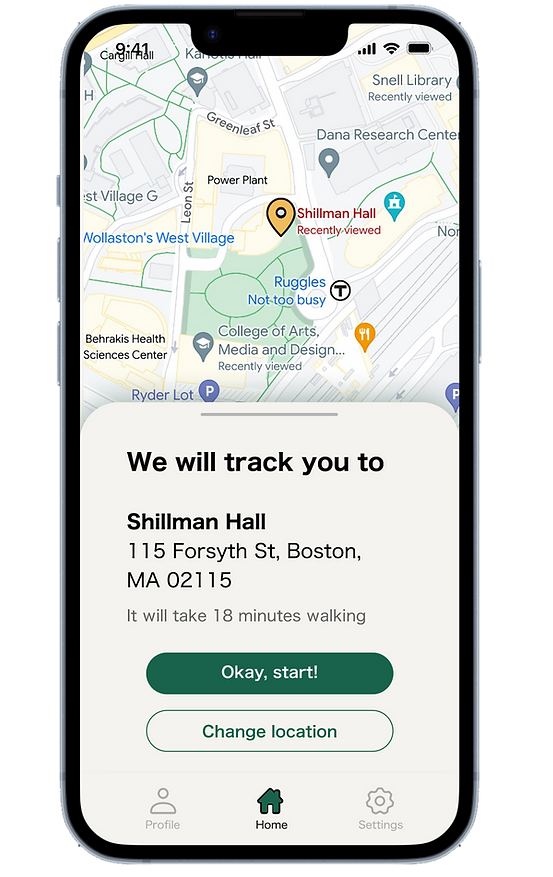 9:41
Cargill Hall
Kariotis Hall
Snell Library
Recently viewed
H
Greenleaf St
Dana Research Center
Power Plant
est Village G
Leon St
Shillman Hall
Recently viewed
Wollaston's West Village
Nor
Ruggles
Not too busy
T
Behrakis Health
Sciences Center
College of Arts,
Media and Design...
Recently viewed
Ryder Lot
P
P
We will track you to
Shillman Hall
115 Forsyth St, Boston,
MA 02115
It will take 18 minutes walking
Okay, start!
Change location
Profile
Home
Settings